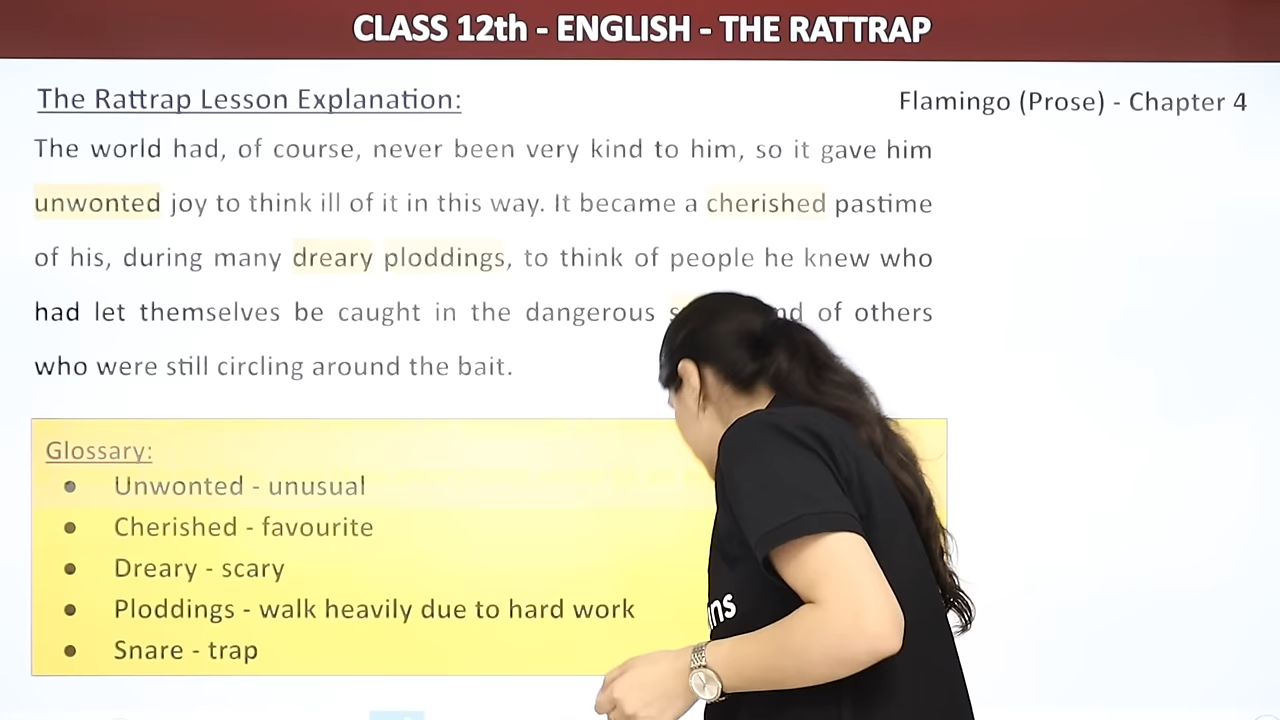 CLASS 12th - ENGLISH - THE RATTRAP
The Rattrap Lesson Explanation:
Flamingo (Prose) - Chapter 4
The world had, of course, never been very kind to him, so it gave him
unwonted joy to think ill of it in this way. It became a cherished pastime
of his, during many dreary ploddings, to think of people he knew who
had let themselves be caught in the dangerous of others
who were still circling around the bait.
Glossary:
● Unwonted - unusual
● Cherished - favourite
● Dreary - scary
● Ploddings - walk heavily due to hard work
● Snare - trap